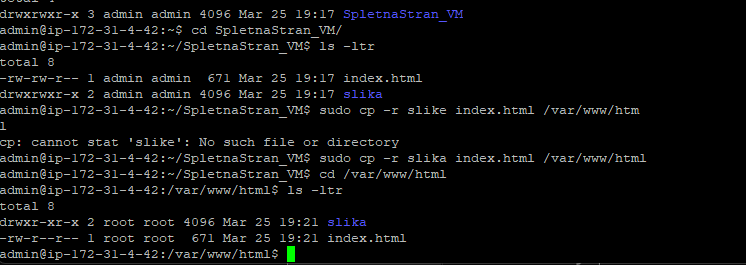 drwxrwxr-x 3 admin admin 4096 Mar 25 19:17 SpletnaStran_VM
admin@ip-172-31-4-42:~$ cd SpletnaStran_VM/
admin@ip-172-31-4-42:~/SpletnaStran_VM$ ls -ltr
total 8
-rw-rw-r-- 1 admin admin  671 Mar 25 19:17 index.html
drwxrwxr-x 2 admin admin 4096 Mar 25 19:17 slika
admin@ip-172-31-4-42:~/SpletnaStran_VM$ sudo cp -r slike index.html /var/www/htm
l
cp: cannot stat 'slike': No such file or directory
admin@ip-172-31-4-42:~/SpletnaStran_VM$ sudo cp -r slika index.html /var/www/html
admin@ip-172-31-4-42:~/SpletnaStran_VM$ cd /var/www/html
admin@ip-172-31-4-42:/var/www/html$ ls -ltr
total 8
drwxr-xr-x 2 root root 4096 Mar 25 19:21 slika
-rw-r--r-- 1 root root  671 Mar 25 19:21 index.html
admin@ip-172-31-4-42:/var/www/html$